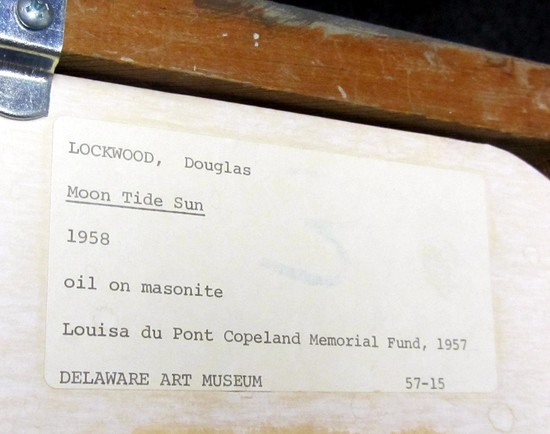 LOCKWOOD, Douglas
Moon Tide Sun
1958
oil on masonite
Louisa du Pont Copeland Memorial Fund, 1957
DELAWARE ART MUSEUM 57-15